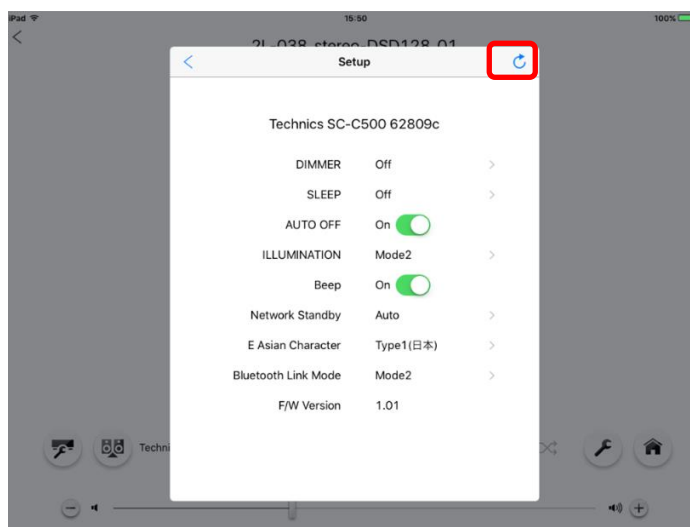 iPad 15:50 100%
2L-038_stereo-DSD128_01
Setup
Technics SC-C500 62809c
DIMMER Off
SLEEP Off
AUTO OFF On
ILLUMINATION Mode2
Beep On
Network Standby Auto
E Asian Character Type1(日本)
Bluetooth Link Mode Mode2
F/W Version 1.01
Techni